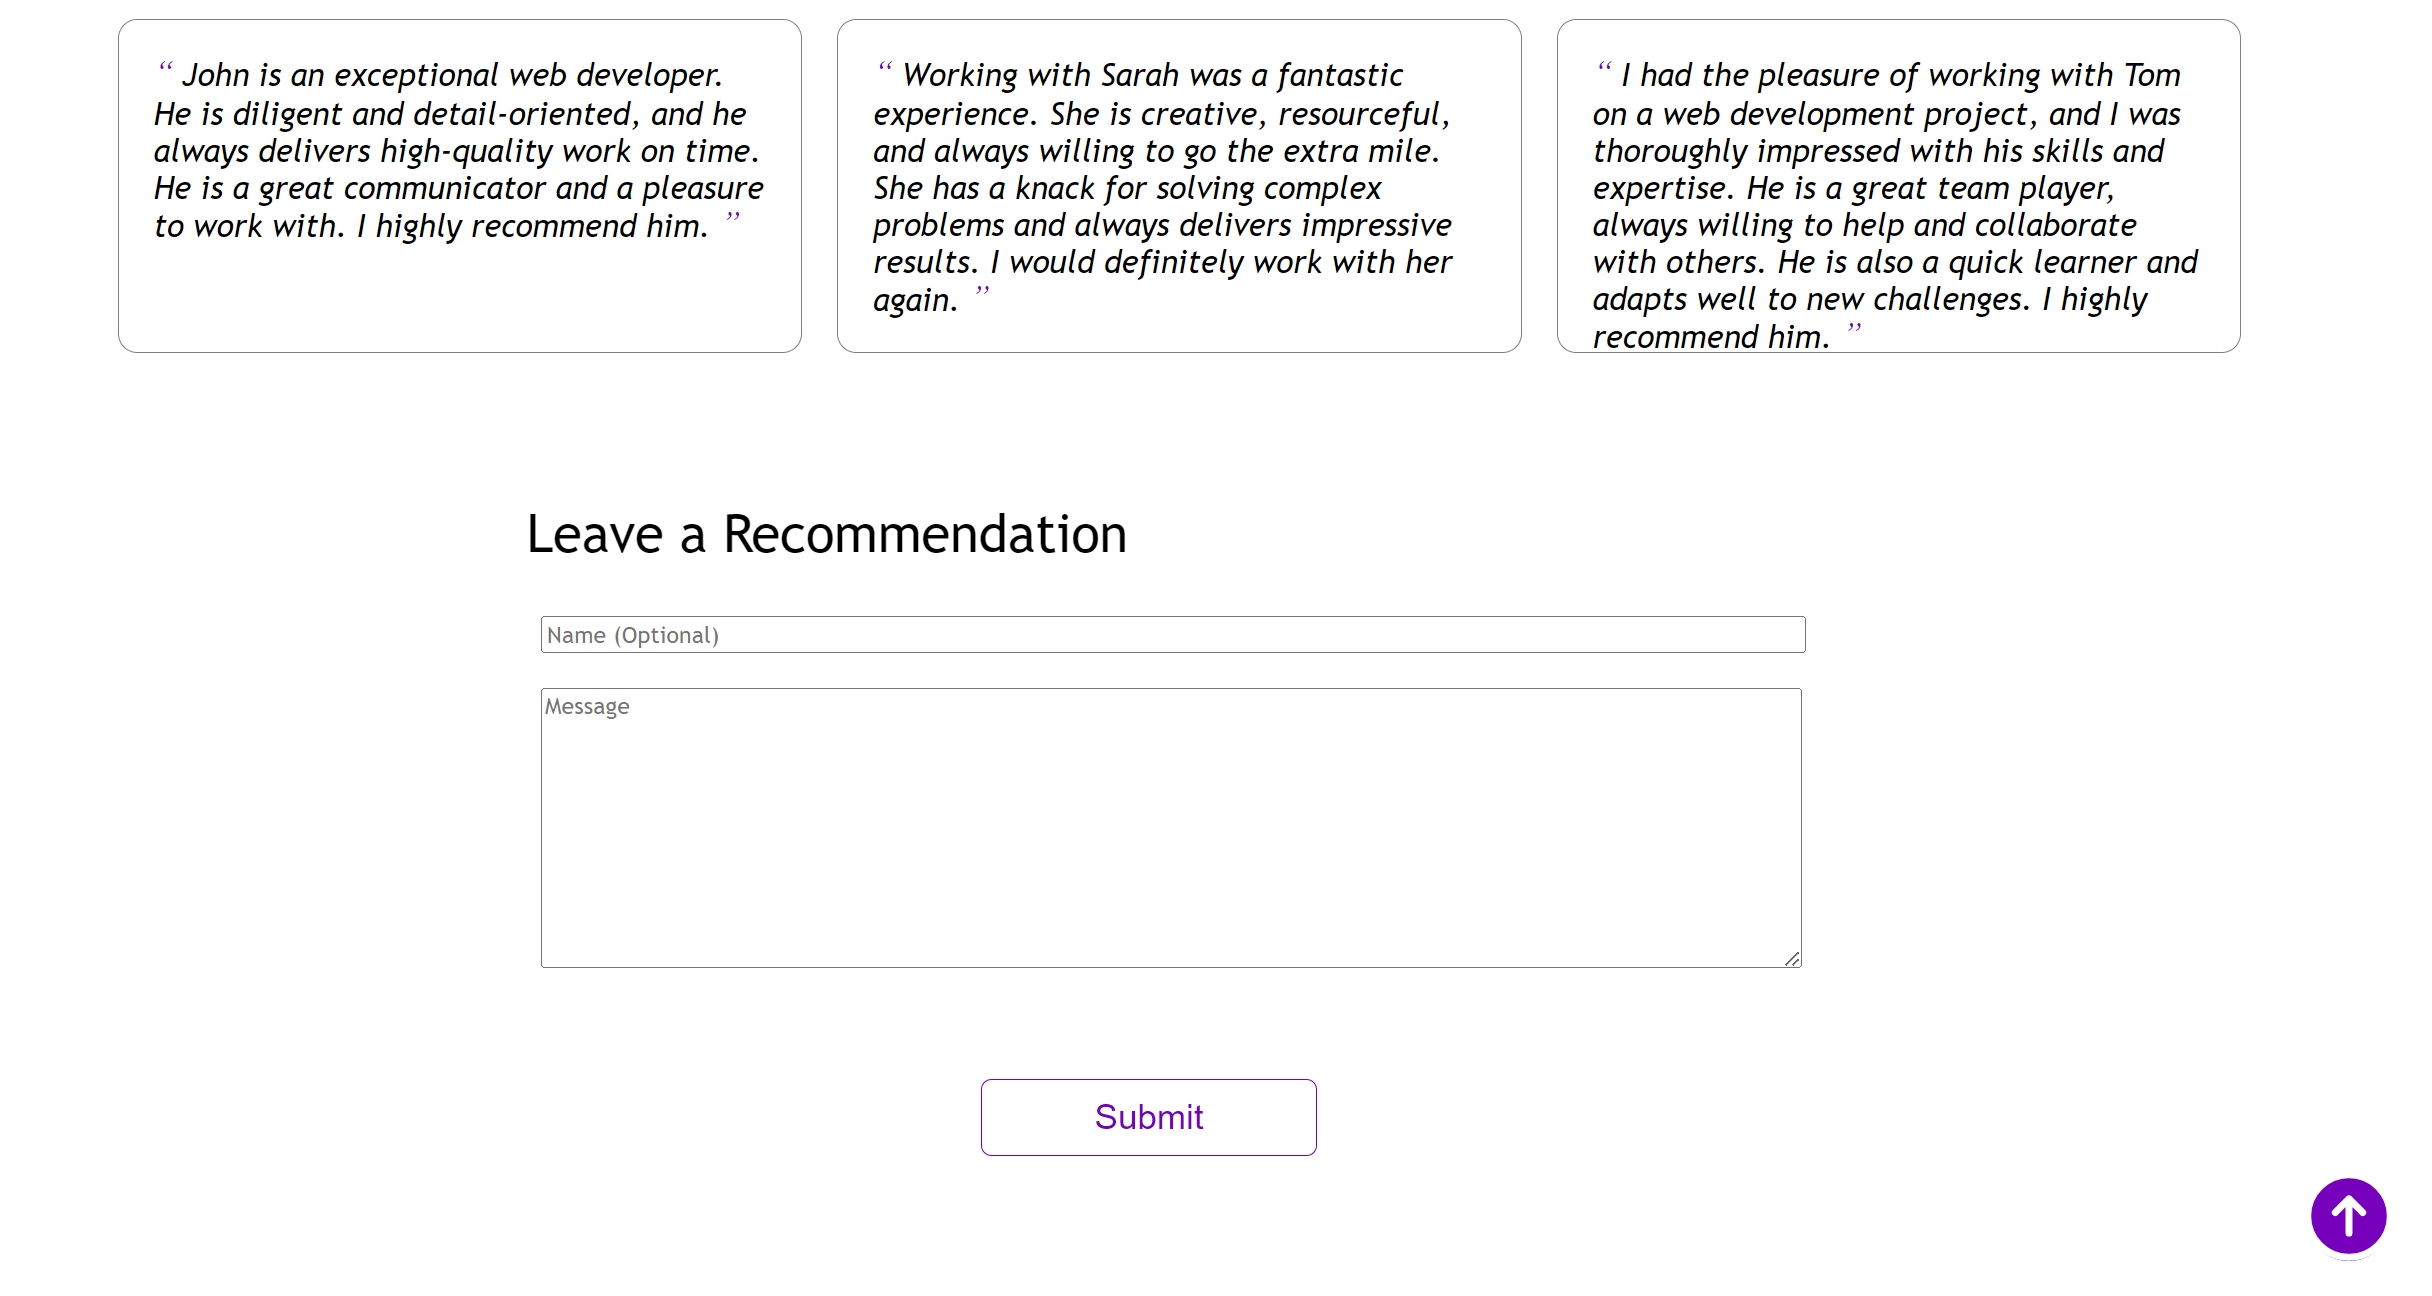 “ John is an exceptional web developer.
He is diligent and detail-oriented, and he
always delivers high-quality work on time.
He is a great communicator and a pleasure
to work with. I highly recommend him. ”
“ Working with Sarah was a fantastic
experience. She is creative, resourceful,
and always willing to go the extra mile.
She has a knack for solving complex
problems and always delivers impressive
results. I would definitely work with her
again. ”
“ I had the pleasure of working with Tom
on a web development project, and I was
thoroughly impressed with his skills and
expertise. He is a great team player,
always willing to help and collaborate
with others. He is also a quick learner and
adapts well to new challenges. I highly
recommend him. ”
Leave a Recommendation
Name (Optional)
Message
Submit